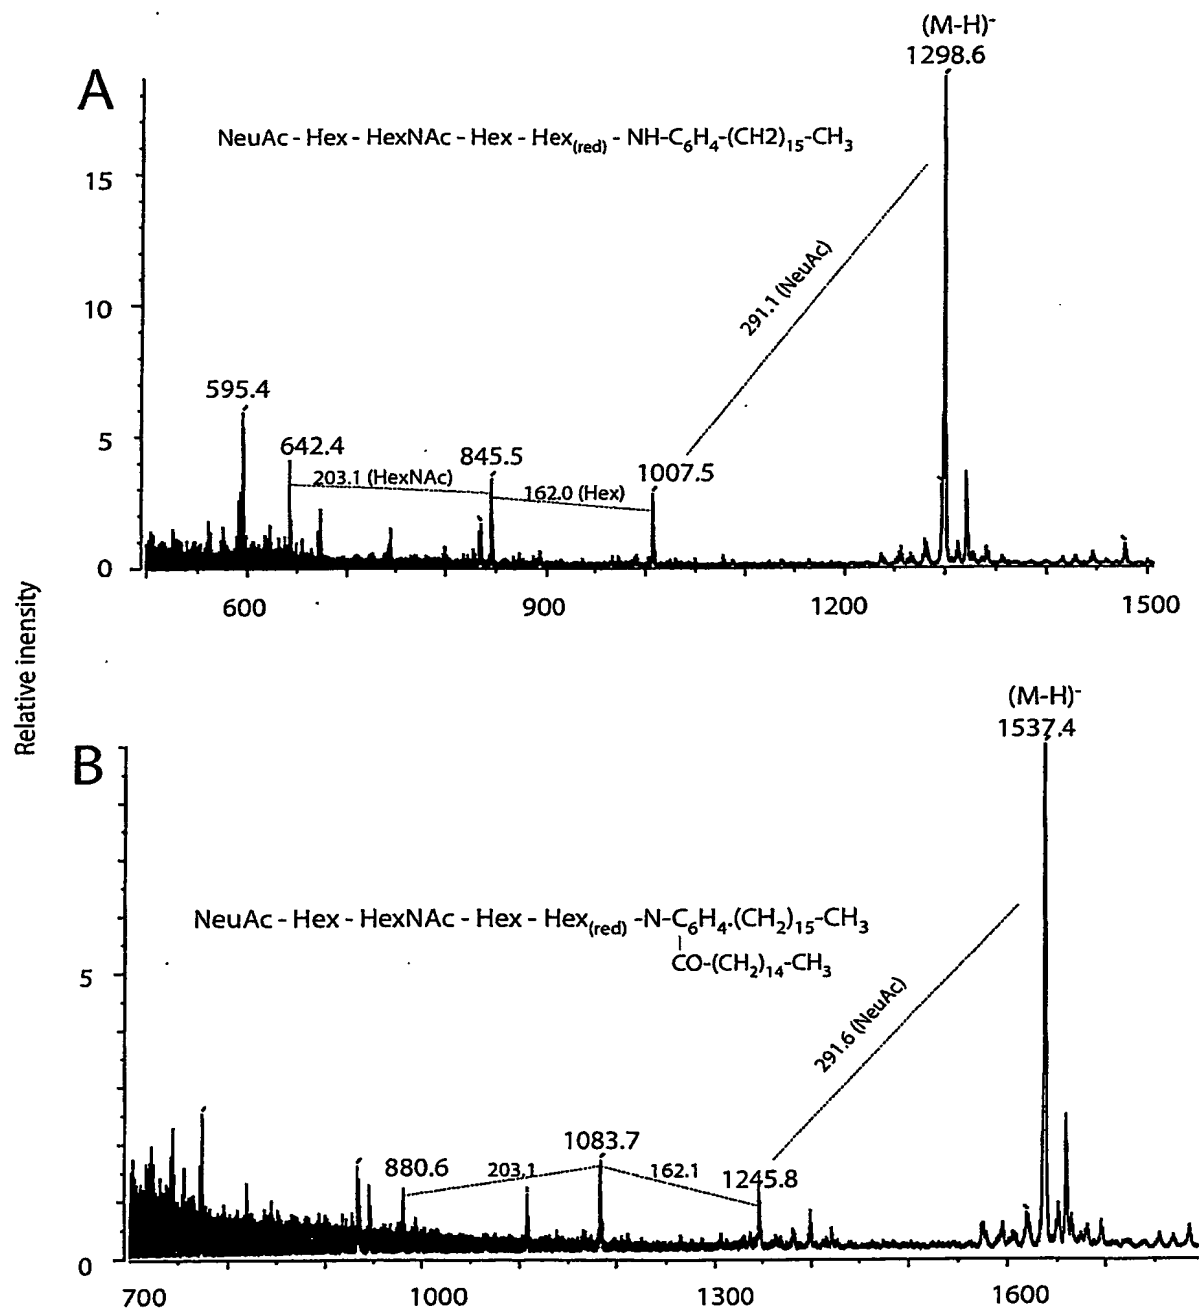 (M-H)-
1298.6
A
NeuAc - Hex - HexNAc - Hex - Hex(red) - NH-C6H4-(CH2)15-CH3
15
291.1 (NeuAc)
10
595.4
5
642.4
845.5
1007.5
203.1 (HexNAc)
162.0 (Hex)
0
600
900
1200
1500
Relative inensity
(M-H)-
1537.4
B
NeuAc - Hex - HexNAc - Hex - Hex(red) -N-C6H4.(CH2)15-CH3
CO-(CH2)14-CH3
5
291.6 (NeuAc)
1083.7
880.6
203.1
162.1
1245.8
0
700
1000
1300
1600